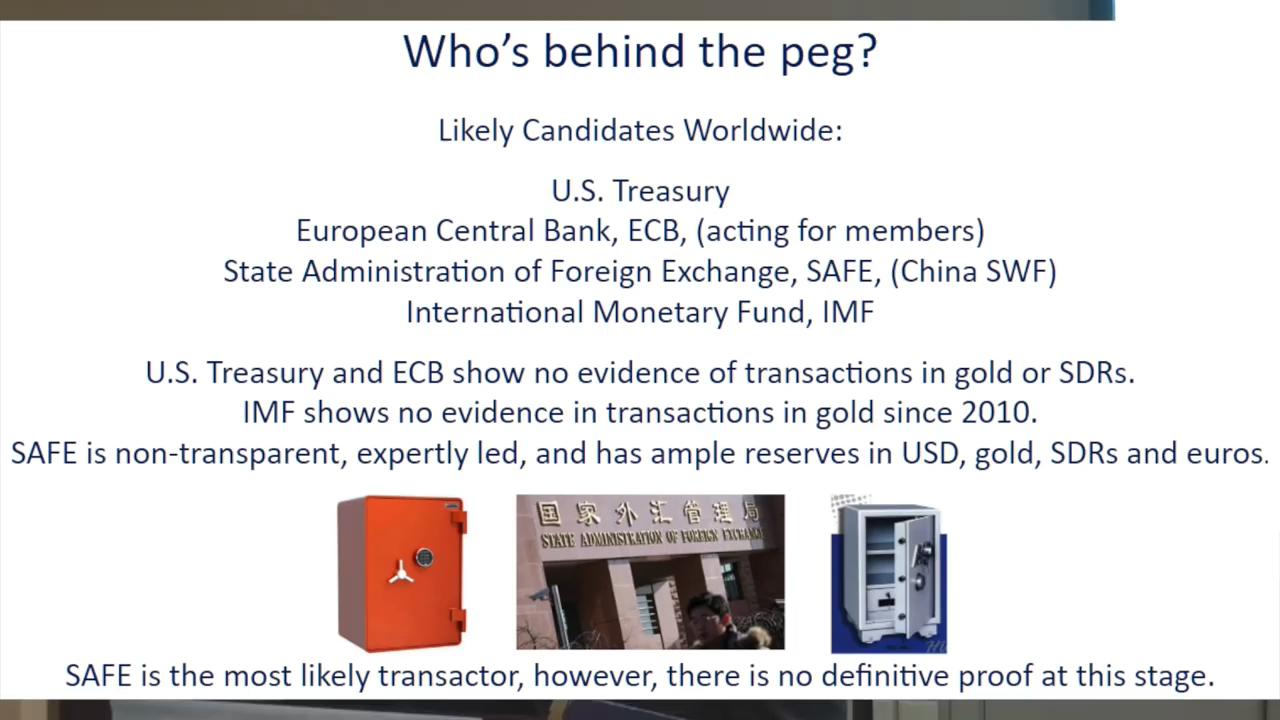 Who's behind the peg?
Likely Candidates Worldwide:
U.S. Treasury
European Central Bank, ECB, (acting for members)
State Administration of Foreign Exchange, SAFE, (China SWF)
International Monetary Fund, IMF
U.S. Treasury and ECB show no evidence of transactions in gold or SDRs.
IMF shows no evidence in transactions in gold since 2010.
SAFE is non-transparent, expertly led, and has ample reserves in USD, gold, SDRs and euros.
国家外汇管理局
STATE ADMINISTRATION OF FOREIGN EXCHANGE
SAFE is the most likely transactor, however, there is no definitive proof at this stage.